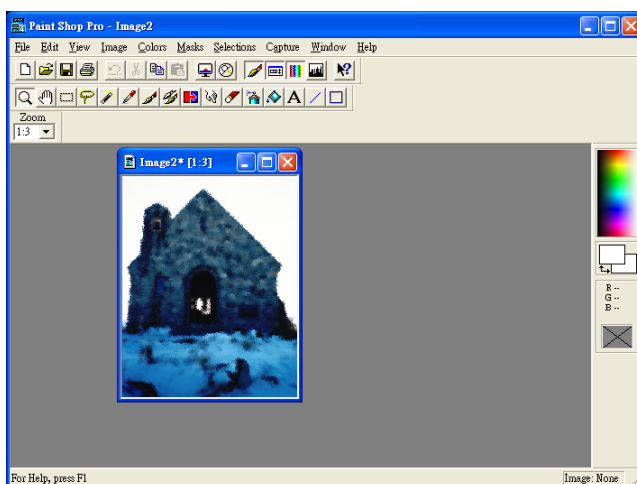 Paint Shop Pro - Image2
File Edit View Image Colors Masks Selections Capture Window Help
Zoom
1:3
Image2* [1:3]
R --
G --
B --
For Help, press F1
Image: None